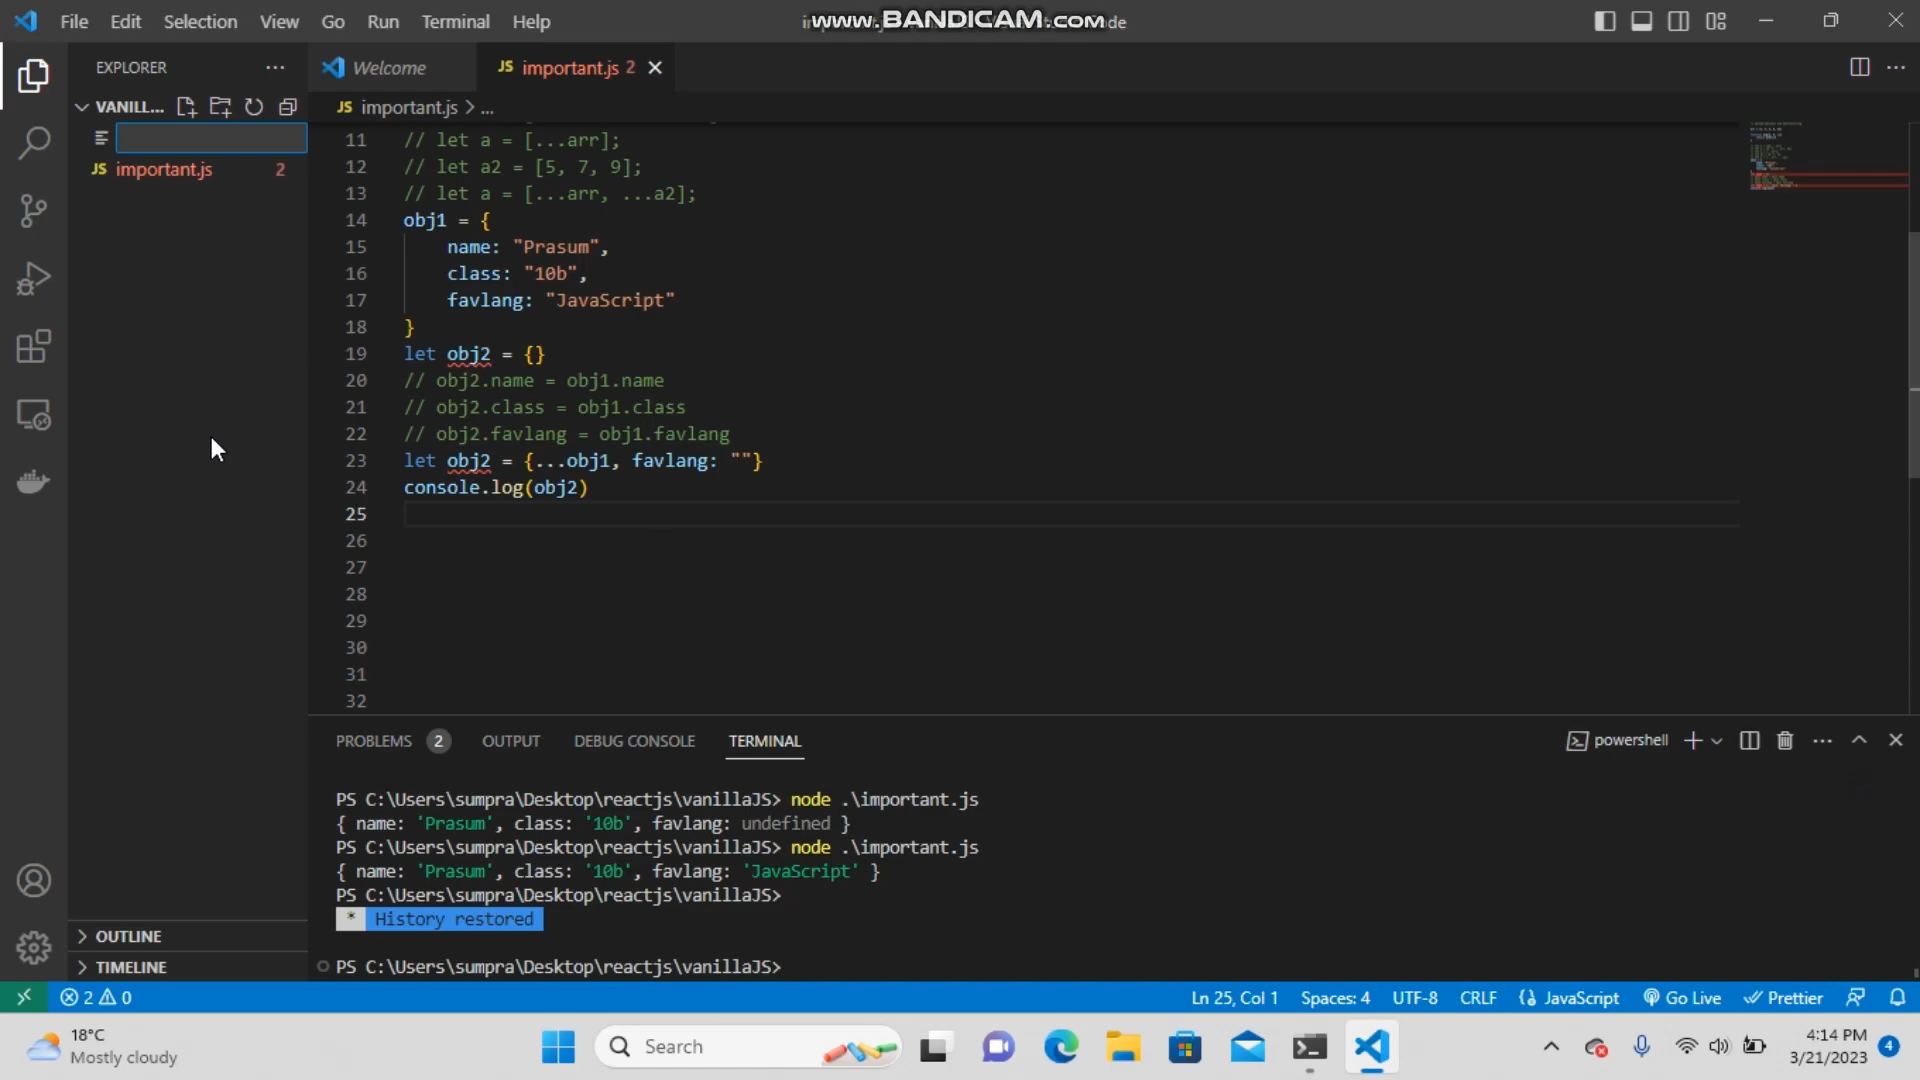 File Edit Selection View Go Run Terminal Help
www.BANDICAM.com
EXPLORER
Welcome
JS important.js 2
VANILL...
JS important.js > ...
JS important.js 2
11 // let a = [...arr];
12 // let a2 = [5, 7, 9];
13 // let a = [...arr, ...a2];
14 obj1 = {
15 name: "Prasum",
16 class: "10b",
17 favlang: "JavaScript"
18 }
19 let obj2 = {}
20 // obj2.name = obj1.name
21 // obj2.class = obj1.class
22 // obj2.favlang = obj1.favlang
23 let obj2 = {...obj1, favlang: ""}
24 console.log(obj2)
25
26
27
28
29
30
31
32
PROBLEMS 2 OUTPUT DEBUG CONSOLE TERMINAL
powershell
PS C:\Users\sumpra\Desktop\reactjs\vanillaJS> node .\important.js
{ name: 'Prasum', class: '10b', favlang: undefined }
PS C:\Users\sumpra\Desktop\reactjs\vanillaJS> node .\important.js
{ name: 'Prasum', class: '10b', favlang: 'JavaScript' }
PS C:\Users\sumpra\Desktop\reactjs\vanillaJS>
* History restored
PS C:\Users\sumpra\Desktop\reactjs\vanillaJS>
OUTLINE
TIMELINE
2 0
Ln 25, Col 1 Spaces: 4 UTF-8 CRLF JavaScript Go Live Prettier
18°C
Mostly cloudy
Search
4:14 PM
3/21/2023
4